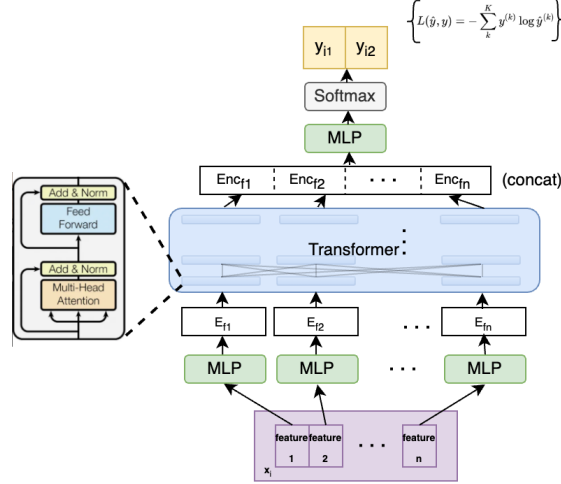 L(ŷ, y) = − ∑_k^K y^(k) log ŷ^(k)
y_i1 y_i2
Softmax
MLP
Enc_f1 Enc_f2 · · · Enc_fn (concat)
Transformer
Add & Norm
Feed
Forward
Add & Norm
Multi-Head
Attention
E_f1 E_f2 · · · E_fn
MLP MLP · · · MLP
feature feature · · · feature
1 2 n
x_i